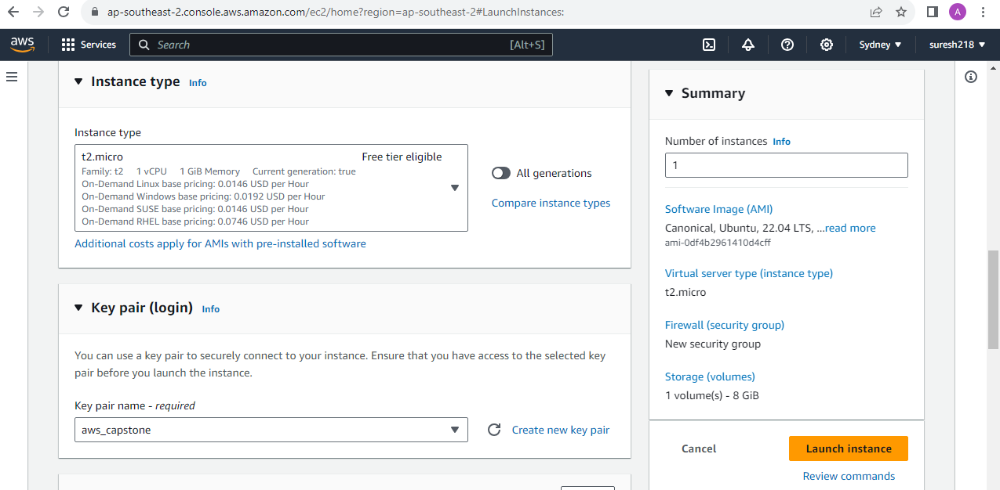 ap-southeast-2.console.aws.amazon.com/ec2/home?region=ap-southeast-2#LaunchInstances:
A
aws
Services
Search
[Alt+S]
Sydney
suresh218
Instance type Info
Instance type
t2.micro Free tier eligible
Family: t2 1 vCPU 1 GiB Memory Current generation: true
On-Demand Linux base pricing: 0.0146 USD per Hour
On-Demand Windows base pricing: 0.0192 USD per Hour
On-Demand SUSE base pricing: 0.0146 USD per Hour
On-Demand RHEL base pricing: 0.0746 USD per Hour
All generations
Compare instance types
Additional costs apply for AMIs with pre-installed software
Key pair (login) Info
You can use a key pair to securely connect to your instance. Ensure that you have access to the selected key
pair before you launch the instance.
Key pair name - required
aws_capstone
Create new key pair
Summary
Number of instances Info
1
Software Image (AMI)
Canonical, Ubuntu, 22.04 LTS, ...read more
ami-0df4b2961410d4cff
Virtual server type (instance type)
t2.micro
Firewall (security group)
New security group
Storage (volumes)
1 volume(s) - 8 GiB
Cancel
Launch instance
Review commands